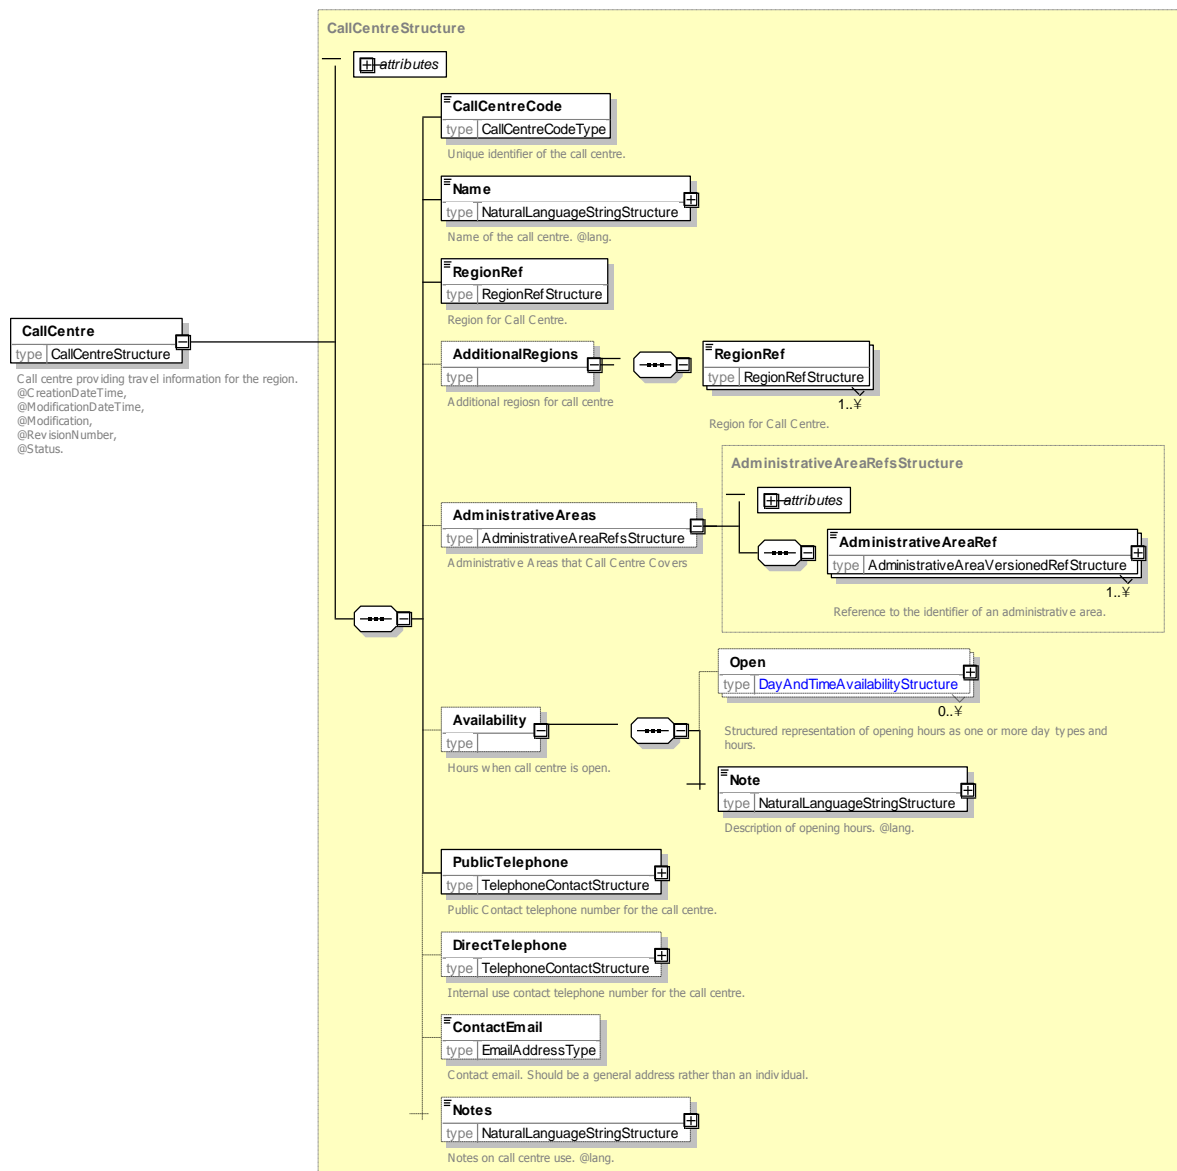 CallCentreStructure
attributes
CallCentreCode
type CallCentreCodeType
Unique identifier of the call centre.
Name
type NaturalLanguageStringStructure
Name of the call centre. @lang.
RegionRef
type RegionRefStructure
Region for Call Centre.
CallCentre
type CallCentreStructure
Call centre providing travel information for the region.
@CreationDateTime,
@ModificationDateTime,
@Modification,
@RevisionNumber,
@Status.
AdditionalRegions
type
Additional regiosn for call centre
RegionRef
type RegionRefStructure
1..¥
Region for Call Centre.
AdministrativeAreaRefsStructure
attributes
AdministrativeAreas
type AdministrativeAreaRefsStructure
Administrative Areas that Call Centre Covers
AdministrativeAreaRef
type AdministrativeAreaVersionedRefStructure
1..¥
Reference to the identifier of an administrative area.
Open
type DayAndTimeAvailabilityStructure
0..¥
Structured representation of opening hours as one or more day types and
hours.
Availability
type
Hours when call centre is open.
Note
type NaturalLanguageStringStructure
Description of opening hours. @lang.
PublicTelephone
type TelephoneContactStructure
Public Contact telephone number for the call centre.
DirectTelephone
type TelephoneContactStructure
Internal use contact telephone number for the call centre.
ContactEmail
type EmailAddressType
Contact email. Should be a general address rather than an individual.
Notes
type NaturalLanguageStringStructure
Notes on call centre use. @lang.